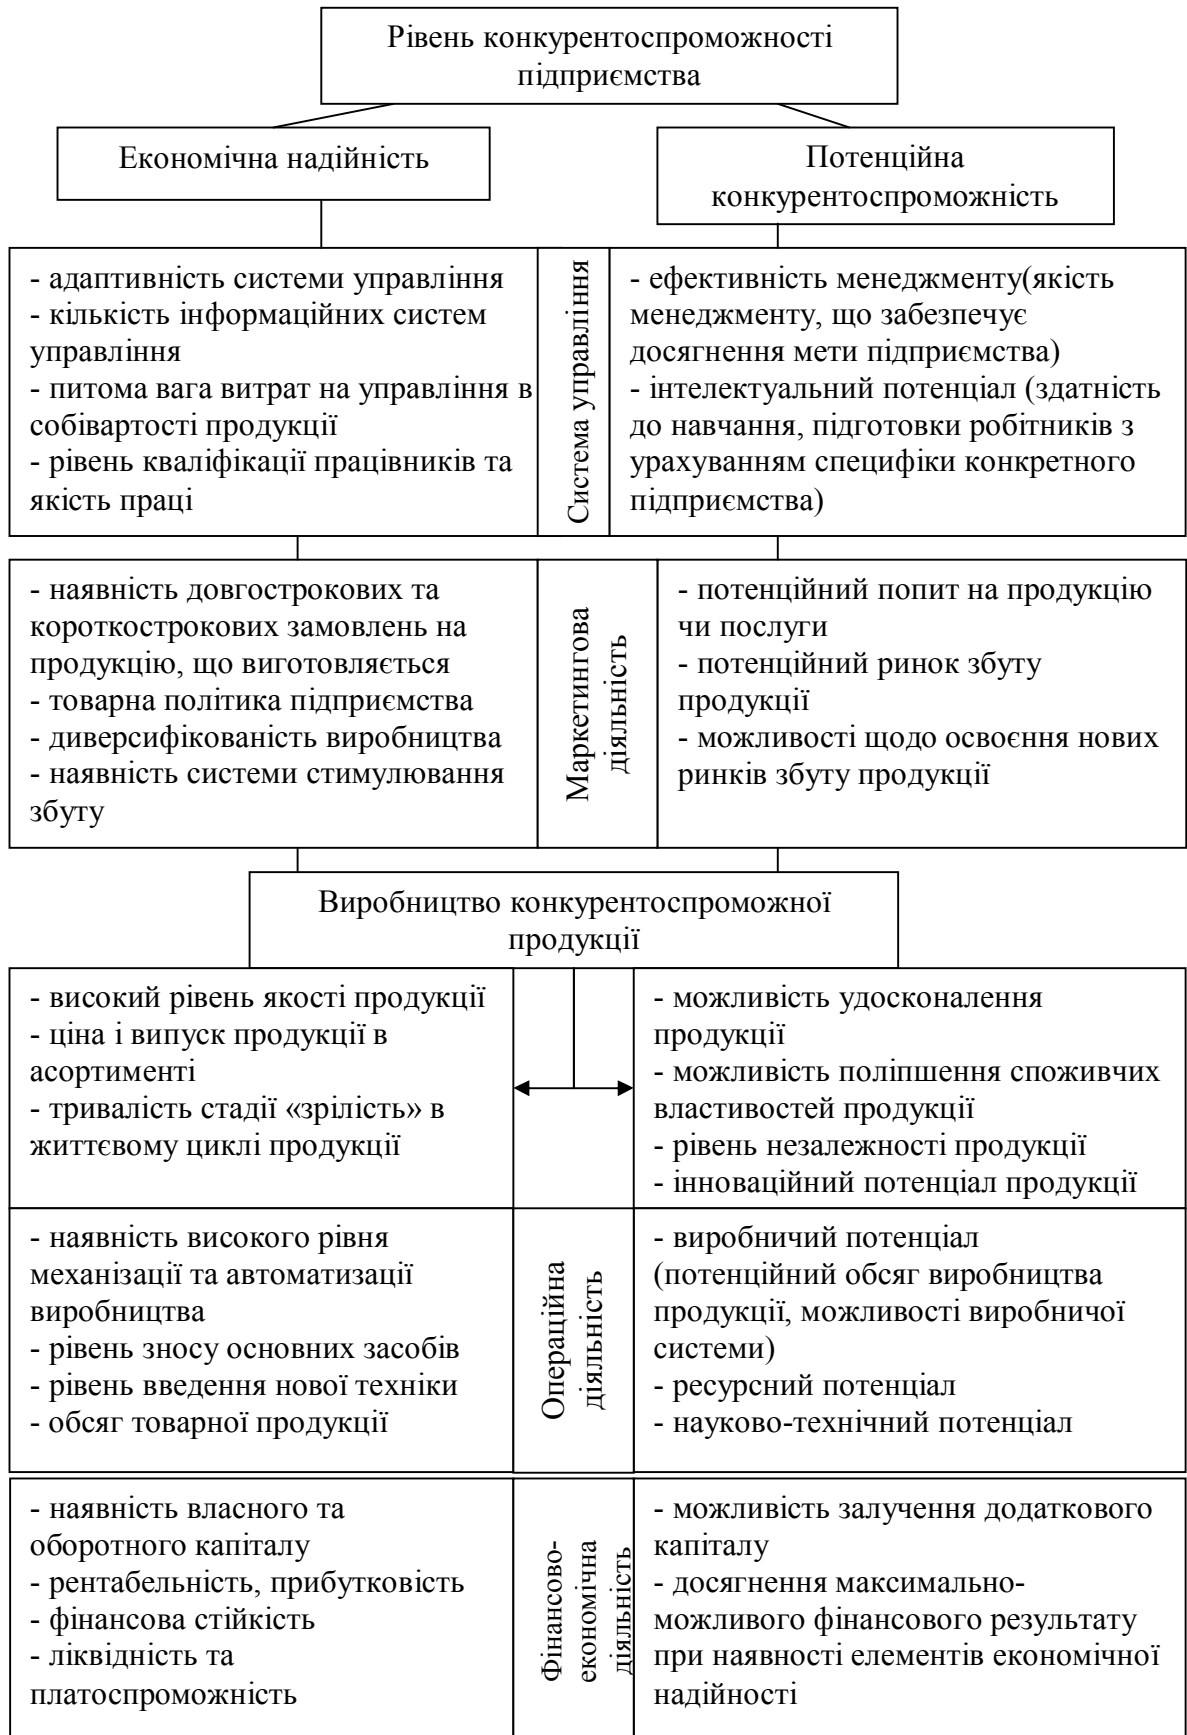 Рівень конкурентоспроможності
підприємства
Економічна надійність
Потенційна
конкурентоспроможність
- адаптивність системи управління
- кількість інформаційних систем
управління
- питома вага витрат на управління в
собівартості продукції
- рівень кваліфікації працівників та
якість праці
Система управління
- ефективність менеджменту(якість
менеджменту, що забезпечує
досягнення мети підприємства)
- інтелектуальний потенціал (здатність
до навчання, підготовки робітників з
урахуванням специфіки конкретного
підприємства)
- наявність довгострокових та
короткострокових замовлень на
продукцію, що виготовляється
- товарна політика підприємства
- диверсифікованість виробництва
- наявність системи стимулювання
збуту
Маркетингова
діяльність
- потенційний попит на продукцію
чи послуги
- потенційний ринок збуту
продукції
- можливості щодо освоєння нових
ринків збуту продукції
Виробництво конкурентоспроможної
продукції
- високий рівень якості продукції
- ціна і випуск продукції в
асортименті
- тривалість стадії «зрілість» в
життєвому циклі продукції
- можливість удосконалення
продукції
- можливість поліпшення споживчих
властивостей продукції
- рівень незалежності продукції
- інноваційний потенціал продукції
- наявність високого рівня
механізації та автоматизації
виробництва
- рівень зносу основних засобів
- рівень введення нової техніки
- обсяг товарної продукції
Операційна
діяльність
- виробничий потенціал
(потенційний обсяг виробництва
продукції, можливості виробничої
системи)
- ресурсний потенціал
- науково-технічний потенціал
- наявність власного та
оборотного капіталу
- рентабельність, прибутковість
- фінансова стійкість
- ліквідність та
платоспроможність
Фінансово-
економічна
діяльність
- можливість залучення додаткового
капіталу
- досягнення максимально-
можливого фінансового результату
при наявності елементів економічної
надійності